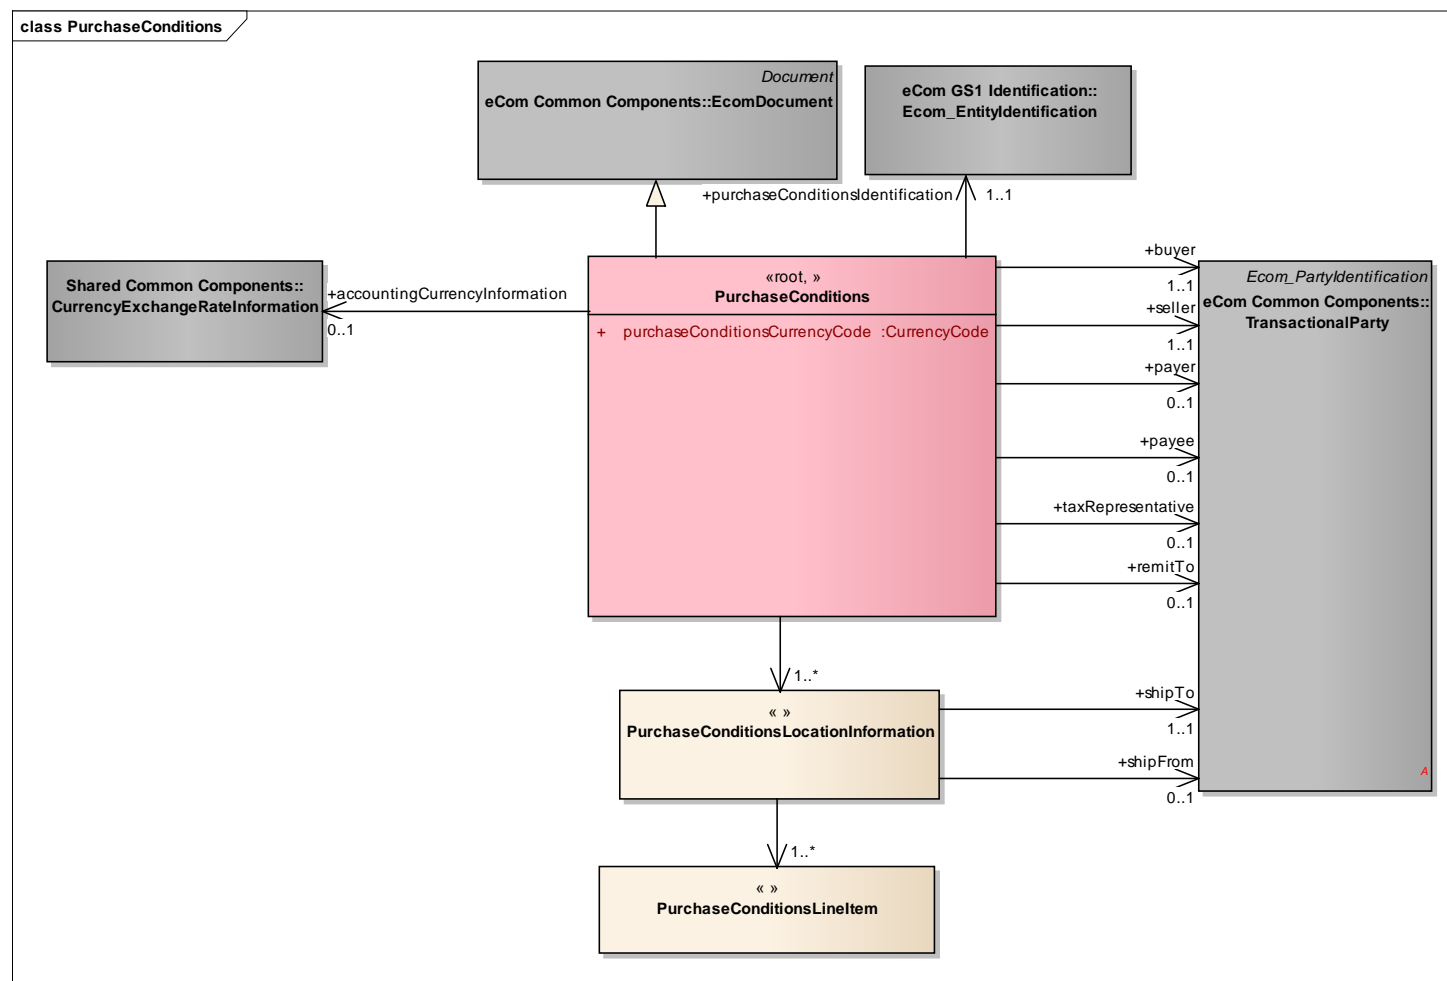 class PurchaseConditions
Document
eCom Common Components::EcomDocument
eCom GS1 Identification::
Ecom_EntityIdentification
+purchaseConditionsIdentification
1..1
Shared Common Components::
CurrencyExchangeRateInformation
+accountingCurrencyInformation
0..1
«root, »
PurchaseConditions
+ purchaseConditionsCurrencyCode :CurrencyCode
+buyer
1..1
+seller
1..1
+payer
0..1
+payee
0..1
+taxRepresentative
0..1
+remitTo
0..1
Ecom_PartyIdentification
eCom Common Components::
TransactionalParty
1..*
« »
PurchaseConditionsLocationInformation
+shipTo
1..1
+shipFrom
0..1
A
1..*
« »
PurchaseConditionsLineItem